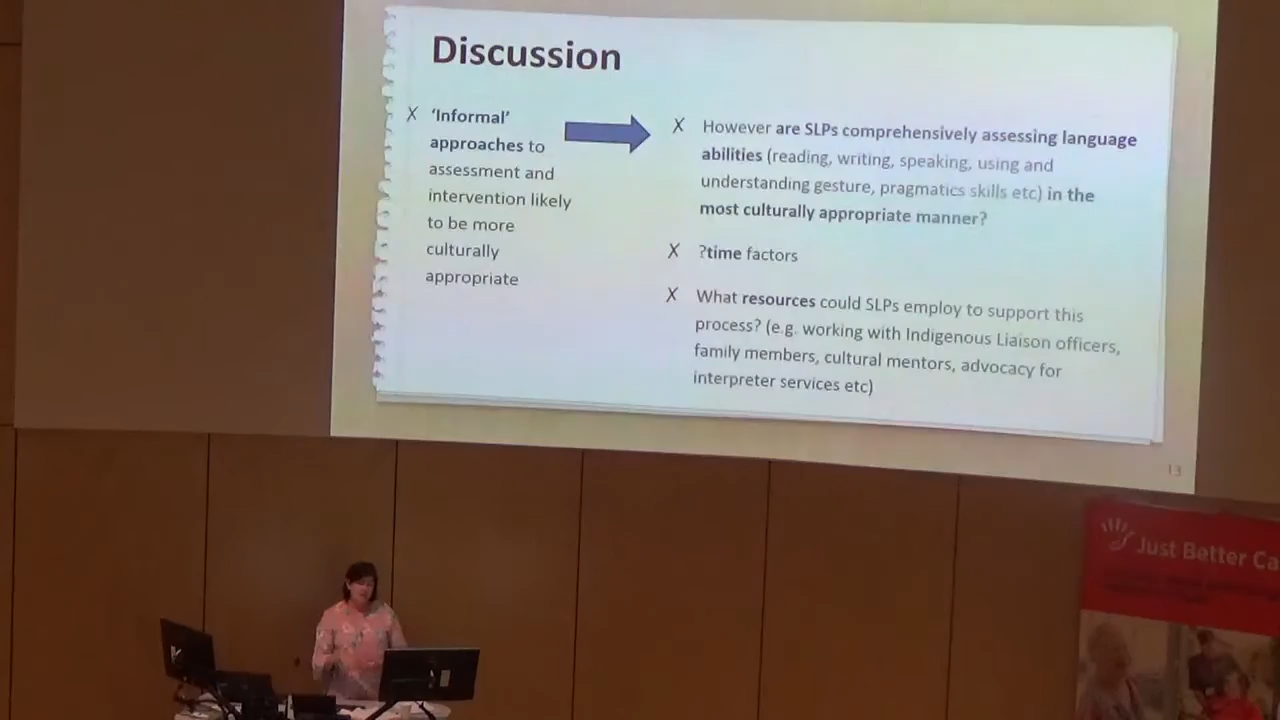 Discussion
X 'Informal'
approaches to
assessment and
intervention likely
to be more
culturally
appropriate
X However are SLPs comprehensively assessing language
abilities (reading, writing, speaking, using and
understanding gesture, pragmatics skills etc) in the
most culturally appropriate manner?
X ?time factors
X What resources could SLPs employ to support this
process? (e.g. working with Indigenous Liaison officers,
family members, cultural mentors, advocacy for
interpreter services etc)
13
Just Better Ca